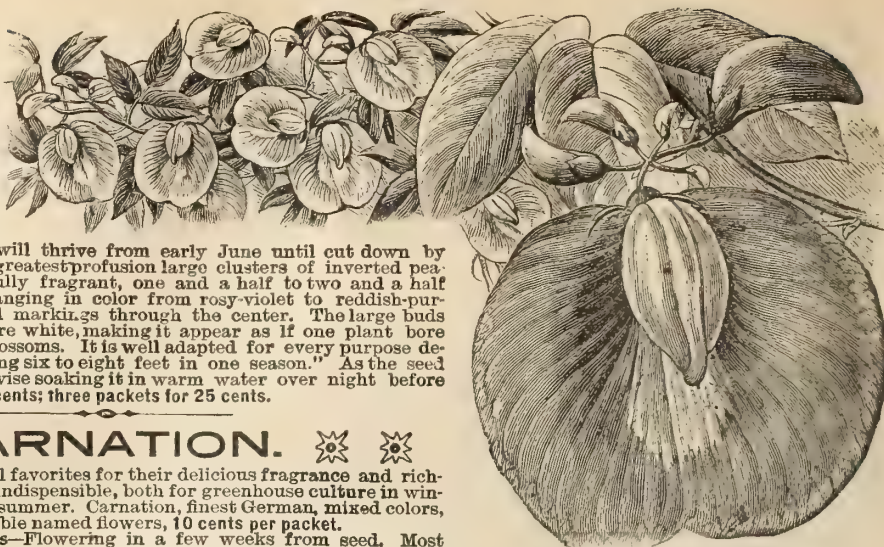 will thrive from early June until cut down by
greatest profusion large clusters of inverted pea-
ully fragrant, one and a half to two and a half
anging in color from rosy-violet to reddish-pur-
l markings through the center. The large buds
re white, making it appear as if one plant bore
ossoms. It is well adapted for every purpose de-
ng six to eight feet in one season." As the seed
vise soaking it in warm water over night before
cents; three packets for 25 cents.
ARNATION.
l favorites for their delicious fragrance and rich-
indispensible, both for greenhouse culture in win-
summer. Carnation, finest German, mixed colors,
ble named flowers, 10 cents per packet.
s—Flowering in a few weeks from seed. Most